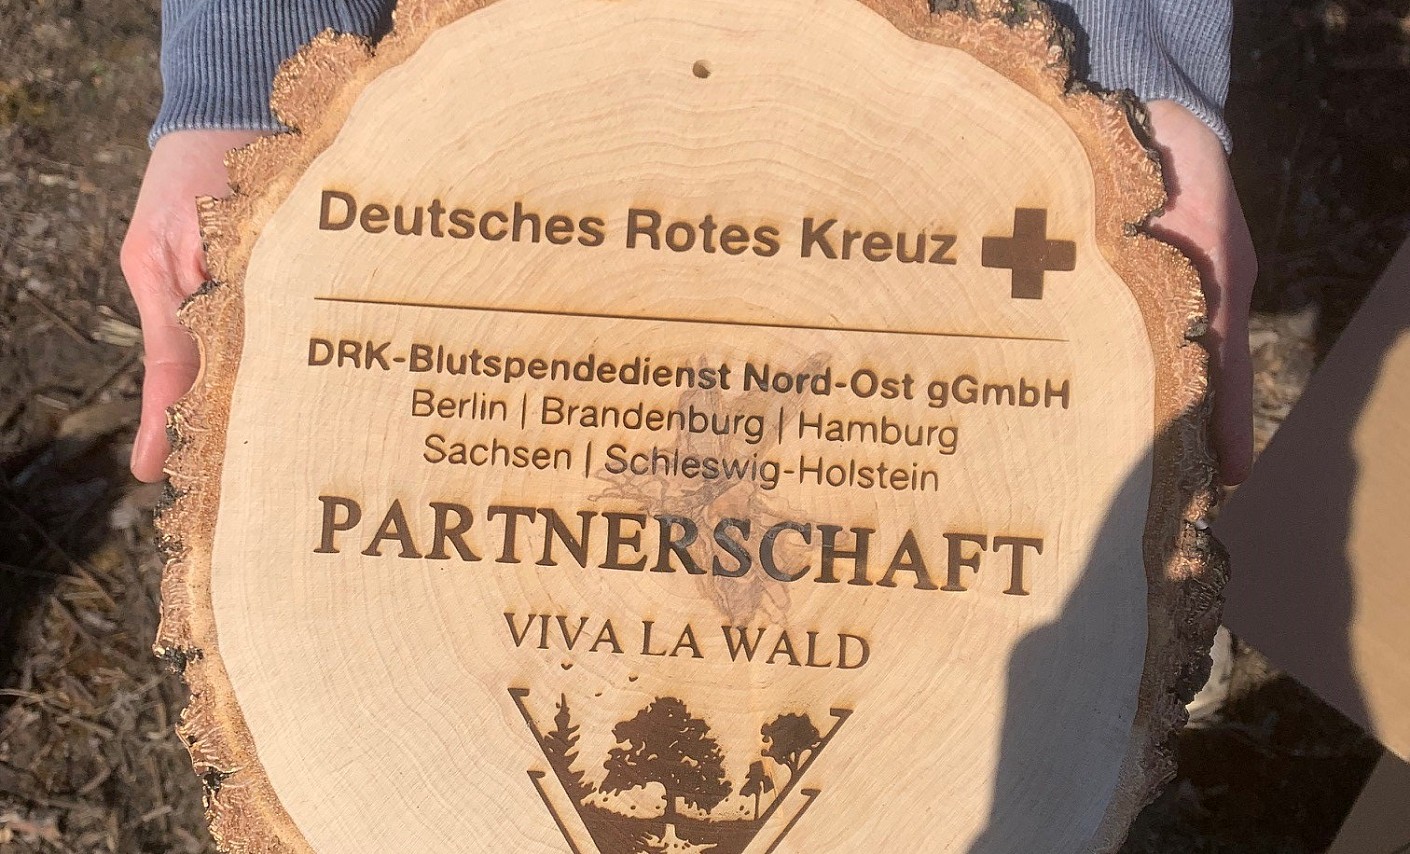 Deutsches Rotes Kreuz
DRK-Blutspendedienst Nord-Ost gGmbH
Berlin | Brandenburg | Hamburg
Sachsen | Schleswig-Holstein
PARTNERSCHAFT
VIVA LA WALD